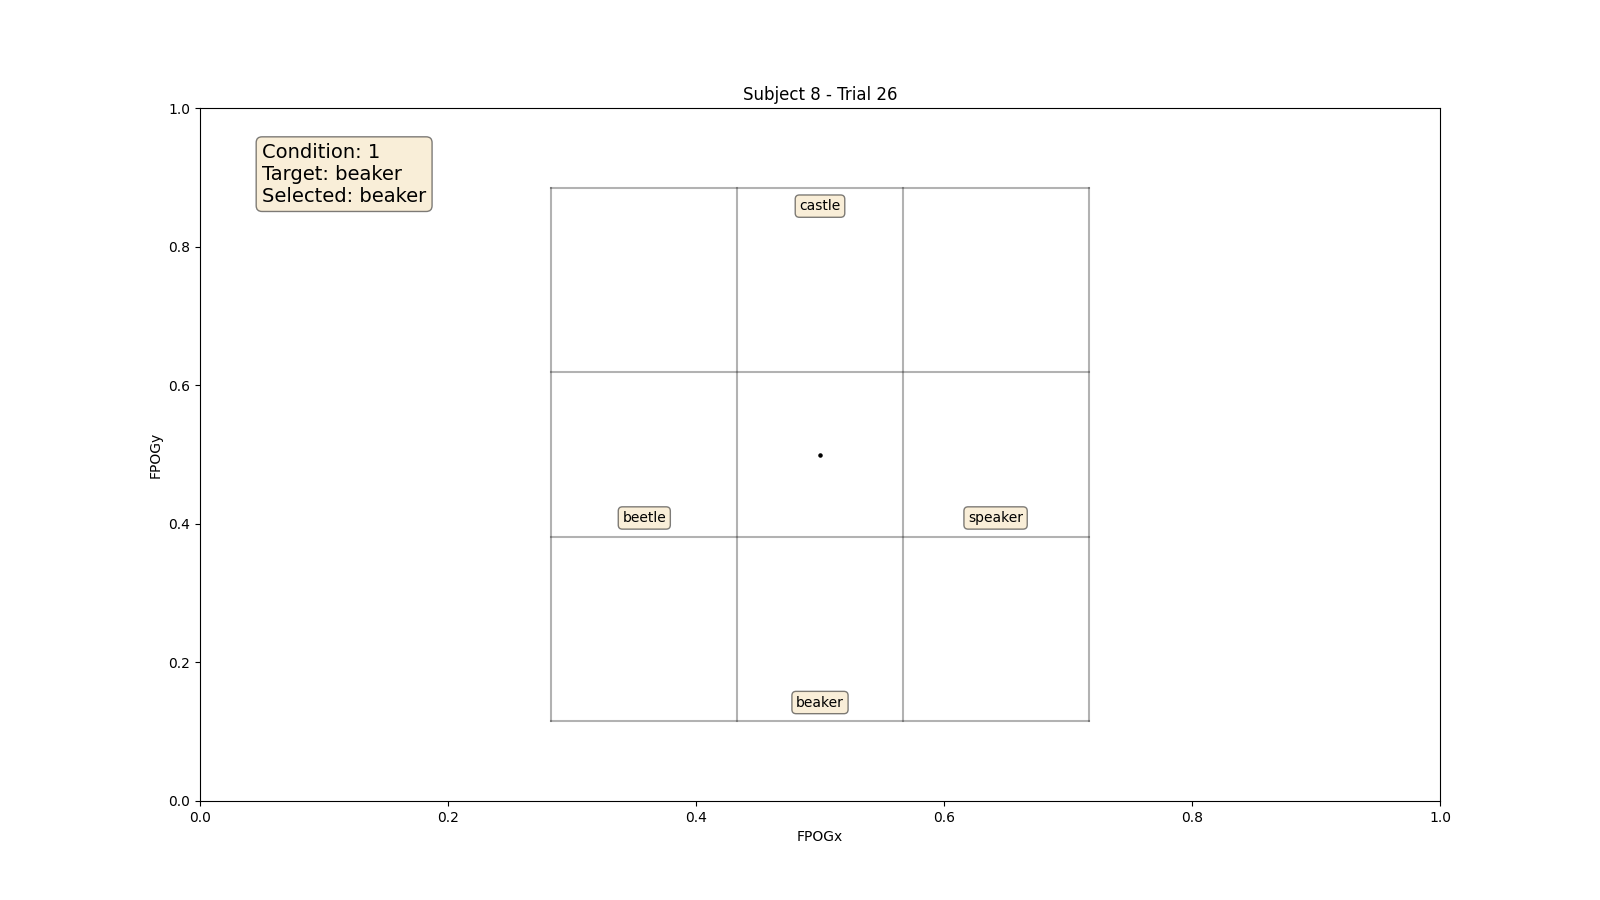 Subject 8 - Trial 26
1.0
Condition: 1
Target: beaker
Selected: beaker
castle
0.8
0.6
FPOGy
beetle
speaker
0.4
0.2
beaker
0.0
0.0 0.2 0.4 0.6 0.8 1.0
FPOGx